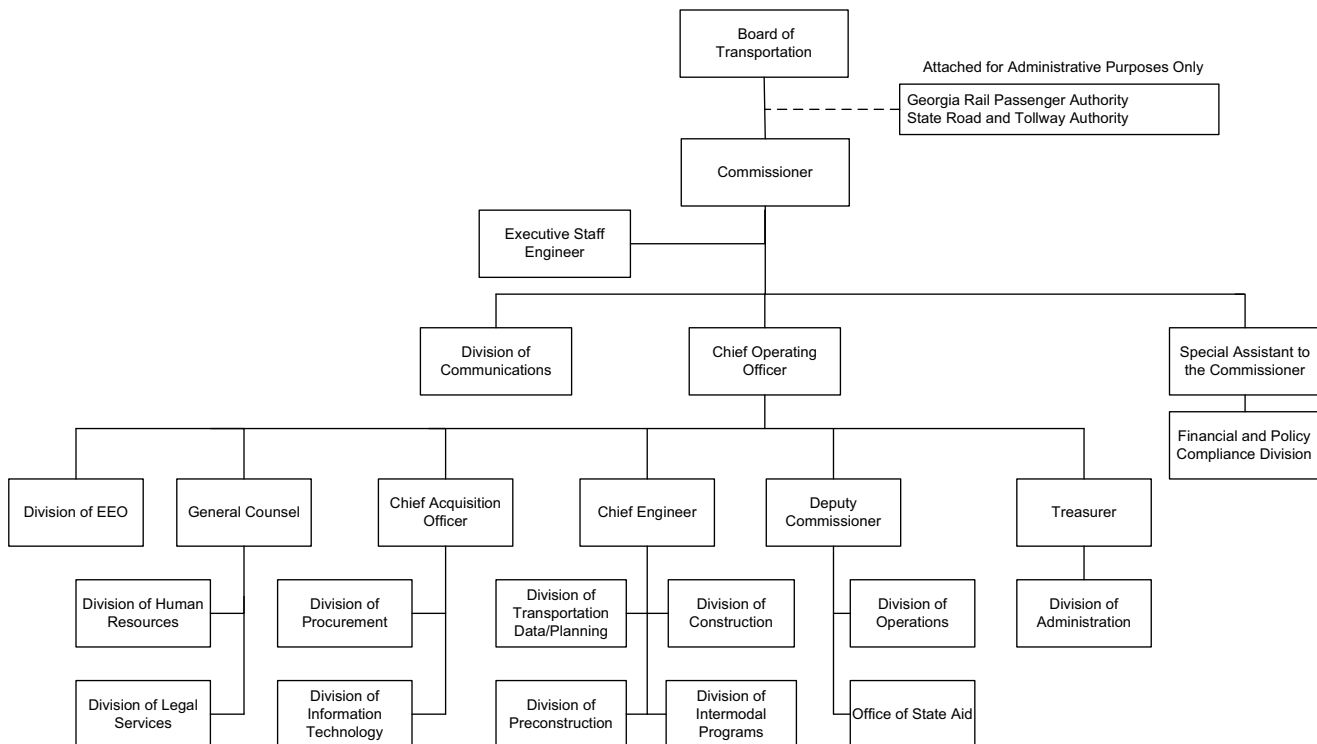 Board of
Transportation
Attached for Administrative Purposes Only
Georgia Rail Passenger Authority
State Road and Tollway Authority
Commissioner
Executive Staff
Engineer
Division of
Communications
Chief Operating
Officer
Special Assistant to
the Commissioner
Financial and Policy
Compliance Division
Division of EEO
General Counsel
Chief Acquisition
Officer
Chief Engineer
Deputy
Commissioner
Treasurer
Division of Human
Resources
Division of
Procurement
Division of
Transportation
Data/Planning
Division of
Construction
Division of
Operations
Division of
Administration
Division of Legal
Services
Division of
Information
Technology
Division of
Preconstruction
Division of
Intermodal
Programs
Office of State Aid